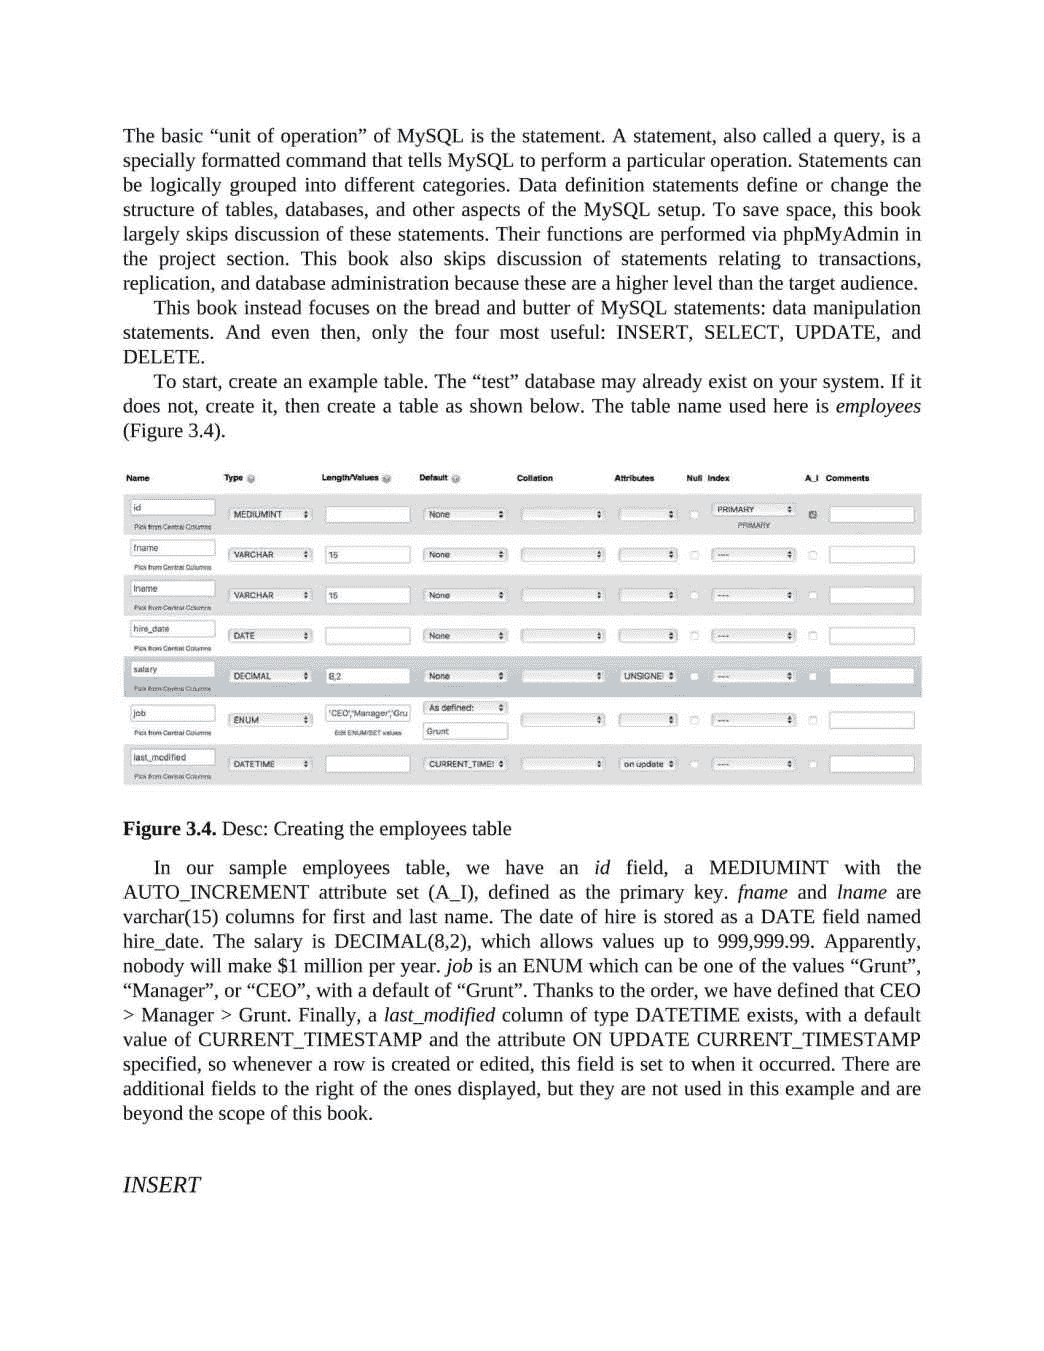 The basic “unit of operation” of MySQL is the statement. A statement, also called a query, is a
specially formatted command that tells MySQL to perform a particular operation. Statements can
be logically grouped into different categories. Data definition statements define or change the
structure of tables, databases, and other aspects of the MySQL setup. To save space, this book
largely skips discussion of these statements. Their functions are performed via phpMyAdmin in
the project section. This book also skips discussion of statements relating to transactions,
replication, and database administration because these are a higher level than the target audience.
This book instead focuses on the bread and butter of MySQL statements: data manipulation
statements. And even then, only the four most useful: INSERT, SELECT, UPDATE, and
DELETE.
To start, create an example table. The “test” database may already exist on your system. If it
does not, create it, then create a table as shown below. The table name used here is employees
(Figure 3.4).
Name Type Length/Values Default Collation Attributes Null Index A_I Comments
id MEDIUMINT None PRIMARY
Pick from Central Columns PRIMARY
fname VARCHAR 15 None ---
Pick from Central Columns
lname VARCHAR 15 None ---
Pick from Central Columns
hire_date DATE None ---
Pick from Central Columns
salary DECIMAL 8,2 None UNSIGNE ---
Pick from Central Columns
job ENUM 'CEO','Manager','Gru As defined: ---
Pick from Central Columns Edit ENUM/SET values Grunt
last_modified DATETIME CURRENT_TIME on update ---
Pick from Central Columns
Figure 3.4. Desc: Creating the employees table
In our sample employees table, we have an id field, a MEDIUMINT with the
AUTO_INCREMENT attribute set (A_I), defined as the primary key. fname and lname are
varchar(15) columns for first and last name. The date of hire is stored as a DATE field named
hire_date. The salary is DECIMAL(8,2), which allows values up to 999,999.99. Apparently,
nobody will make $1 million per year. job is an ENUM which can be one of the values “Grunt”,
“Manager”, or “CEO”, with a default of “Grunt”. Thanks to the order, we have defined that CEO
> Manager > Grunt. Finally, a last_modified column of type DATETIME exists, with a default
value of CURRENT_TIMESTAMP and the attribute ON UPDATE CURRENT_TIMESTAMP
specified, so whenever a row is created or edited, this field is set to when it occurred. There are
additional fields to the right of the ones displayed, but they are not used in this example and are
beyond the scope of this book.
INSERT